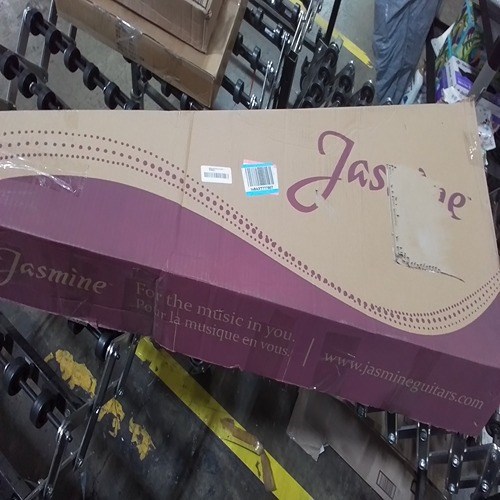 Jasmine
Jasmine
For the music in you.
Pour la musique en vous.
www.jasmineguitars.com